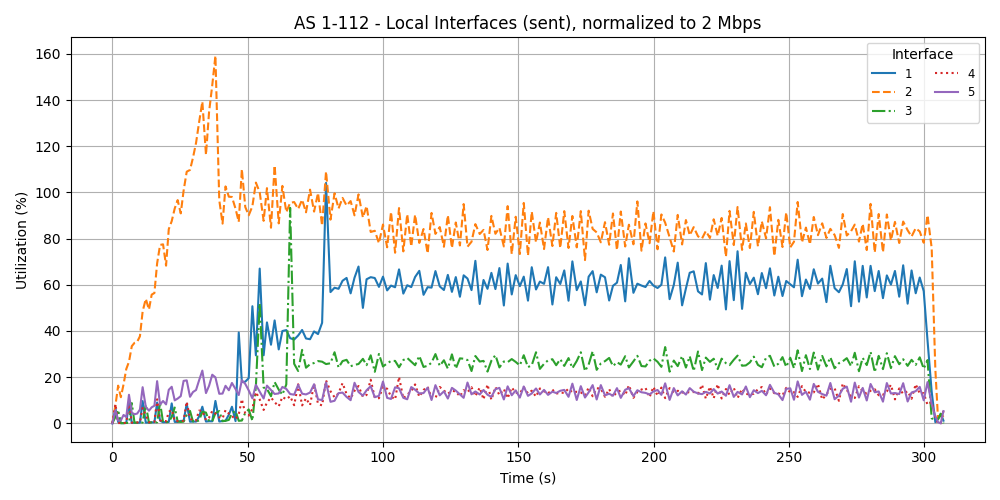 AS 1-112 - Local Interfaces (sent), normalized to 2 Mbps
Interface
1
2
3
4
5
Utilization (%)
160
140
120
100
80
60
40
20
0
0 50 100 150 200 250 300
Time (s)